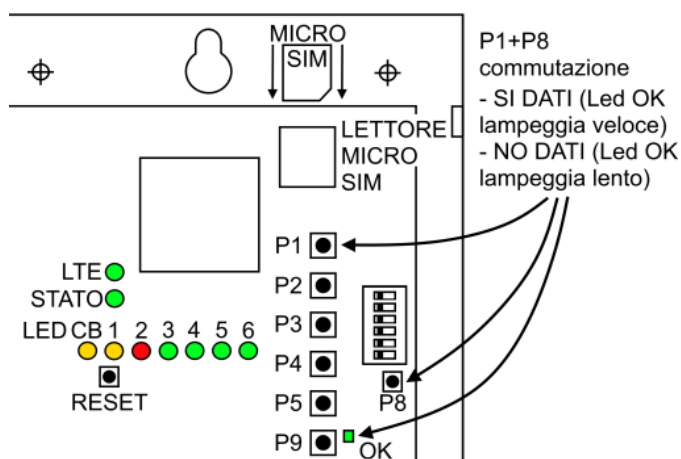 MICRO
SIM
P1+P8
commutazione
- SI DATI (Led OK
lampeggia veloce)
- NO DATI (Led OK
lampeggia lento)
LETTORE
MICRO
SIM
P1
LTE
STATO
P2
P3
LED CB 1 2 3 4 5 6
P4
RESET
P8
P5
P9
OK